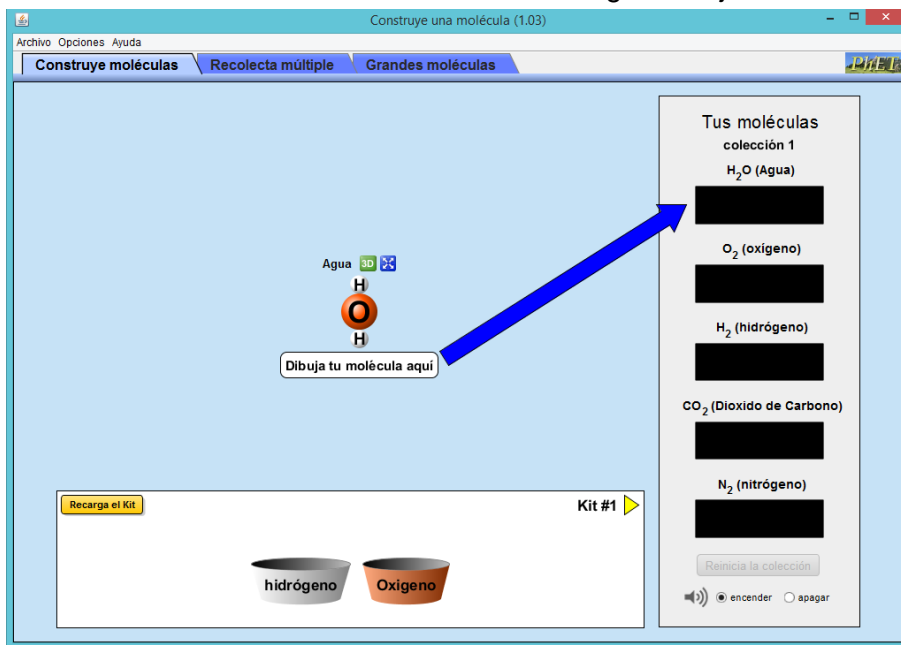 Construye una molécula (1.03)
Archivo Opciones Ayuda
Construye moléculas Recolecta múltiple Grandes moléculas
PhET
Tus moléculas
colección 1
H2O (Agua)
O2 (oxígeno)
H2 (hidrógeno)
CO2 (Dioxido de Carbono)
N2 (nitrógeno)
Reinicia la colección
encender apagar
Agua 3D
H
O
H
Dibuja tu molécula aquí
Recarga el Kit
Kit #1
hidrógeno Oxigeno